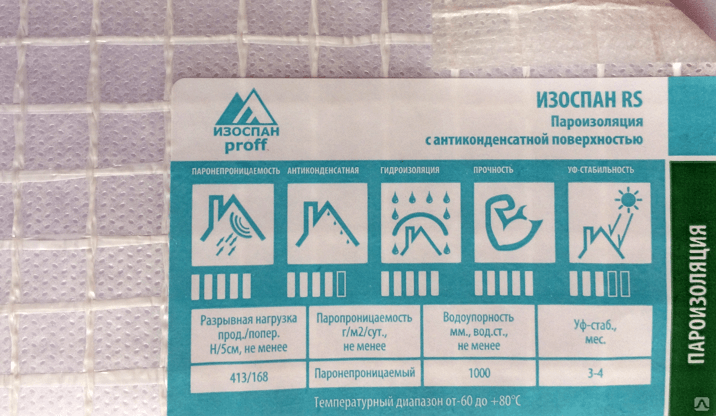 ИЗОСПАН
proff
ИЗОСПАН RS
Пароизоляция
с антиконденсатной поверхностью
ПАРОНЕПРОНИЦАЕМОСТЬ АНТИКОНДЕНСАТНАЯ ГИДРОИЗОЛЯЦИЯ ПРОЧНОСТЬ УФ-СТАБИЛЬНОСТЬ
Разрывная нагрузка
прод./попер.
Н/5см, не менее
Паропроницаемость
г/м2/сут.,
не менее
Водоупорность
мм., вод.ст.,
не менее
Уф-стаб.,
мес.
413/168 Паронепроницаемый 1000 3-4
Температурный диапазон от-60 до +80°С
ПАРОИЗОЛЯЦИЯ